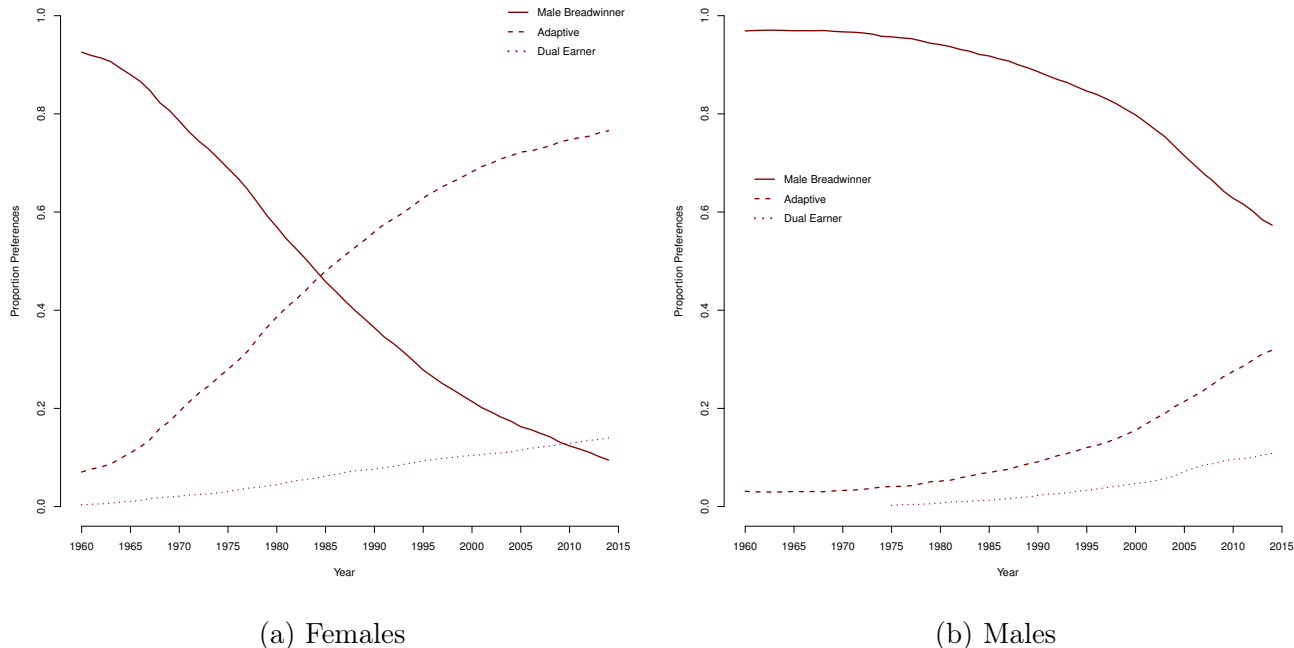 1.0
0.8
0.6
0.4
0.2
0.0
Proportion Preferences
Male Breadwinner
Adaptive
Dual Earner
1960 1965 1970 1975 1980 1985 1990 1995 2000 2005 2010 2015
Year
(a) Females
1.0
0.8
0.6
0.4
0.2
0.0
Proportion Preferences
Male Breadwinner
Adaptive
Dual Earner
1960 1965 1970 1975 1980 1985 1990 1995 2000 2005 2010 2015
Year
(b) Males